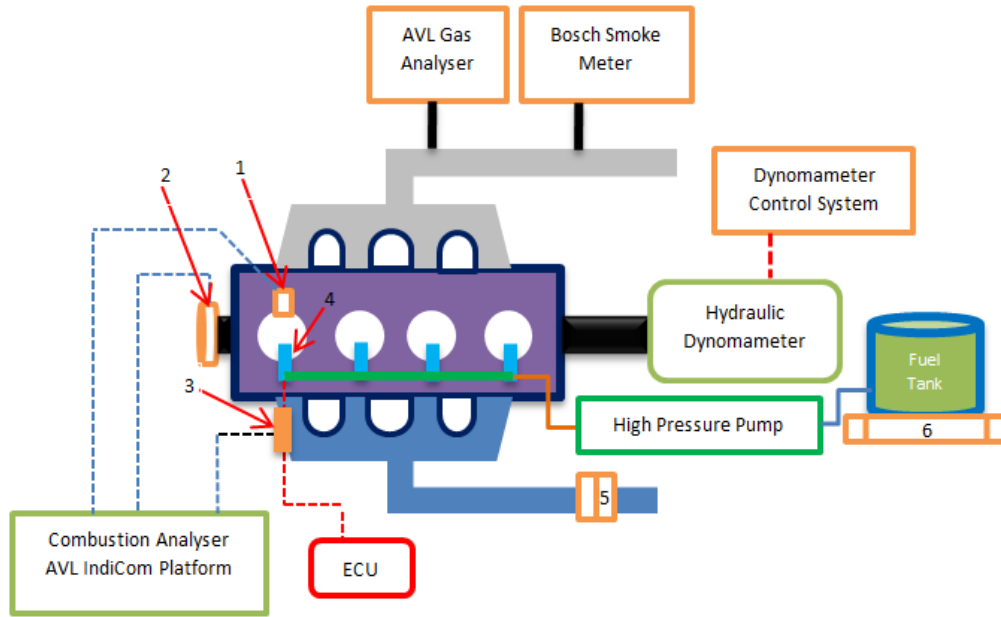 AVL Gas
Analyser
Bosch Smoke
Meter
1
2
Dynomameter
Control System
4
Hydraulic
Dynomameter
Fuel
Tank
3
High Pressure Pump
6
5
Combustion Analyser
AVL IndiCom Platform
ECU